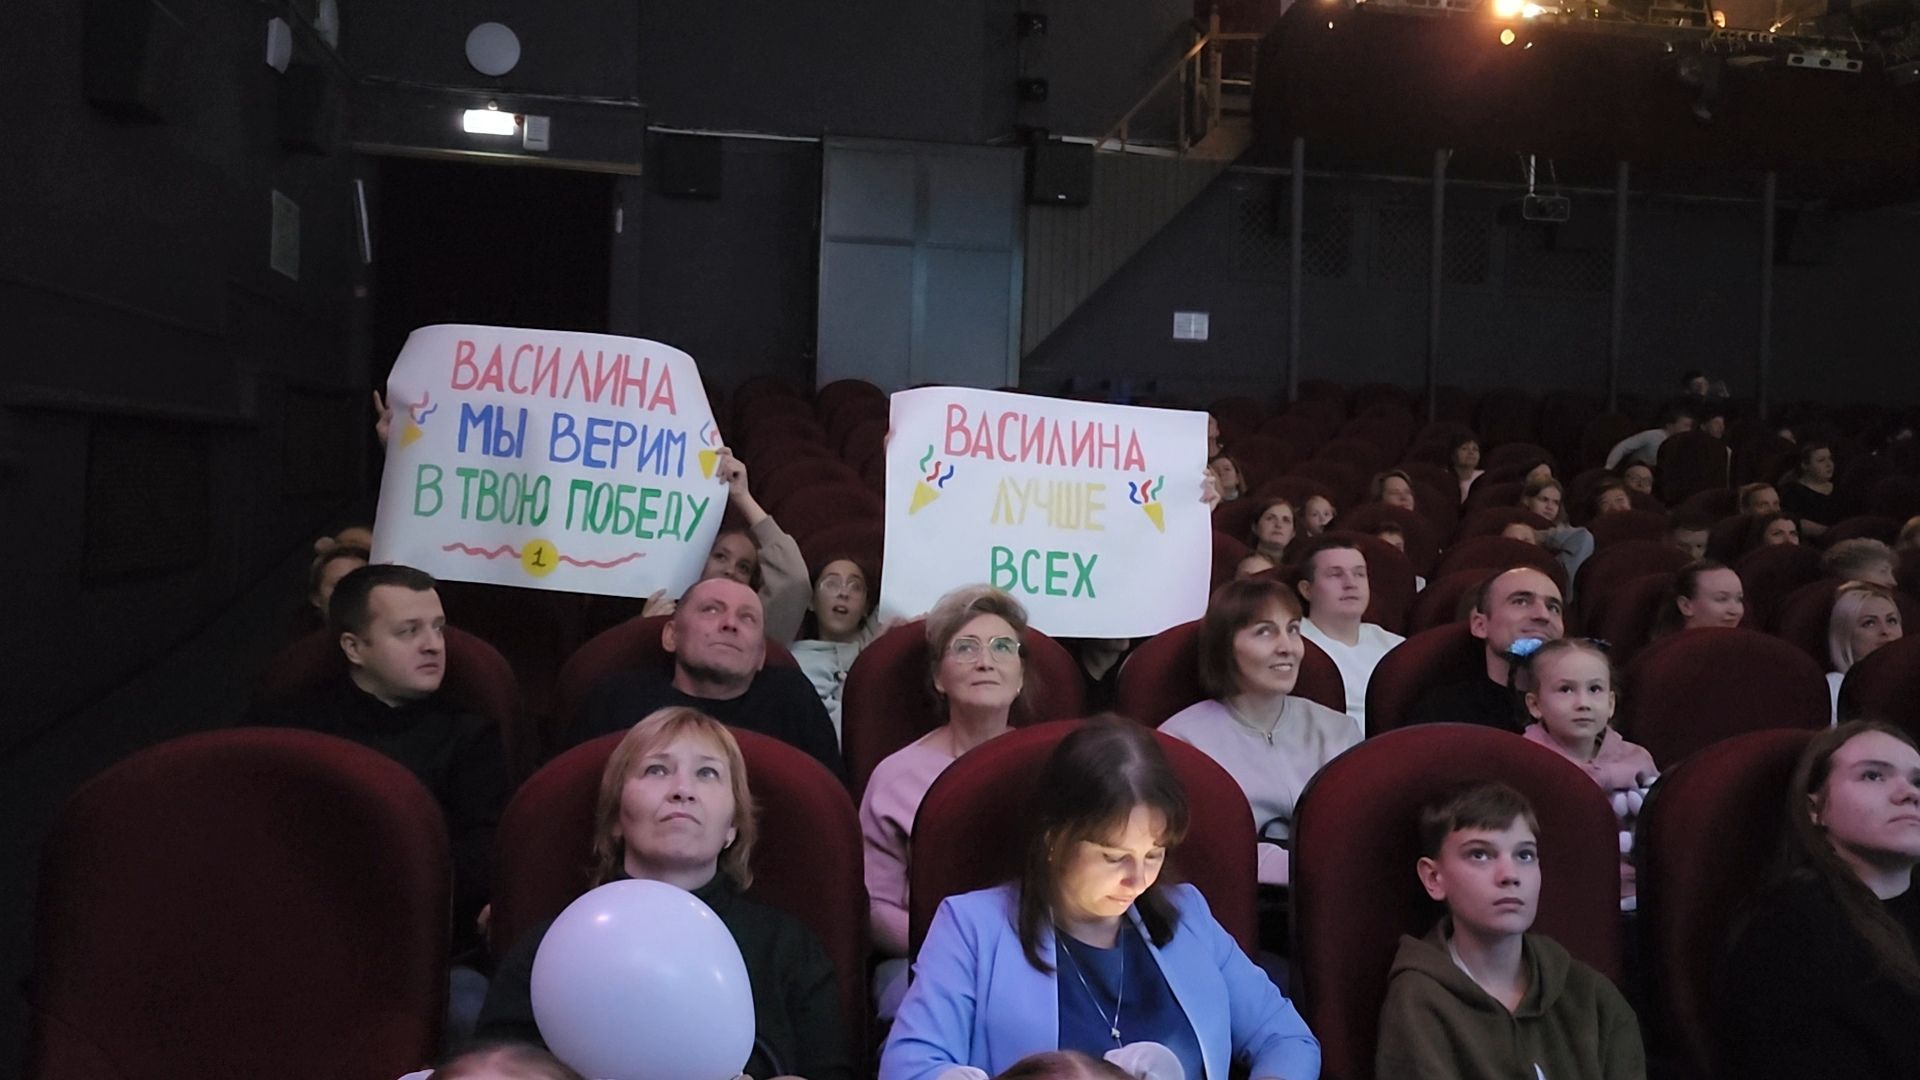 ВАСИЛИНА
МЫ ВЕРИМ
В ТВОЮ ПОБЕДУ
1
ВАСИЛИНА
ЛУЧШЕ
ВСЕХ